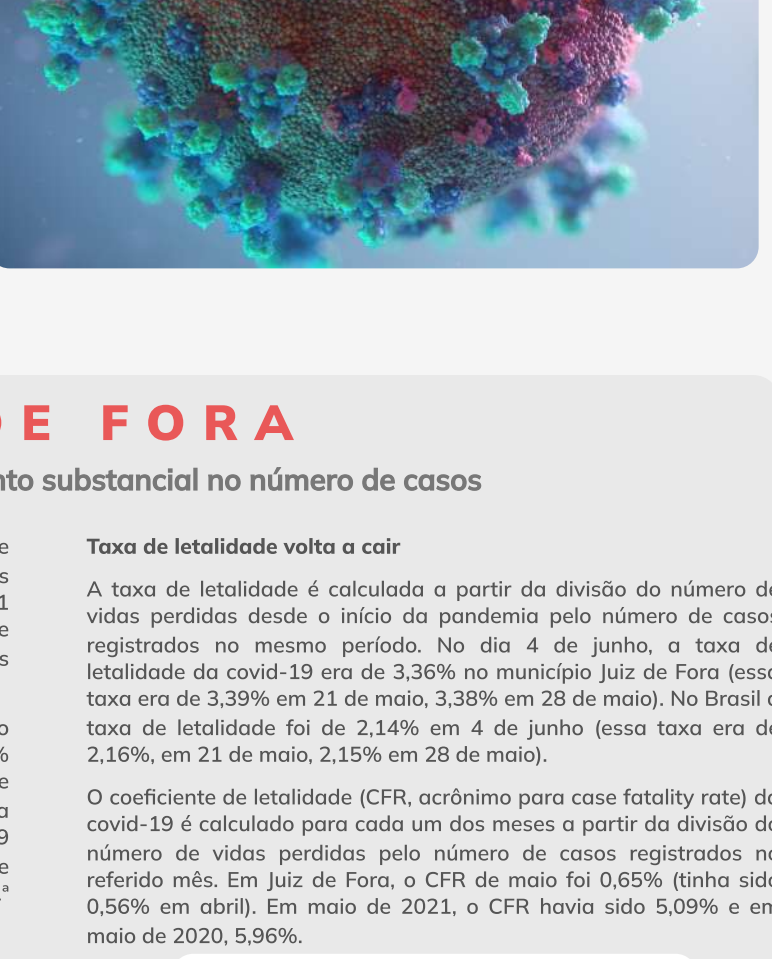 DE FORA
nto substancial no número de casos
e
s
1
e
s
o
%
e
a
9
e
ª
Taxa de letalidade volta a cair
A taxa de letalidade é calculada a partir da divisão do número de
vidas perdidas desde o início da pandemia pelo número de casos
registrados no mesmo período. No dia 4 de junho, a taxa de
letalidade da covid-19 era de 3,36% no município Juiz de Fora (essa
taxa era de 3,39% em 21 de maio, 3,38% em 28 de maio). No Brasil a
taxa de letalidade foi de 2,14% em 4 de junho (essa taxa era de
2,16%, em 21 de maio, 2,15% em 28 de maio).
O coeficiente de letalidade (CFR, acrônimo para case fatality rate) da
covid-19 é calculado para cada um dos meses a partir da divisão do
número de vidas perdidas pelo número de casos registrados no
referido mês. Em Juiz de Fora, o CFR de maio foi 0,65% (tinha sido
0,56% em abril). Em maio de 2021, o CFR havia sido 5,09% e em
maio de 2020, 5,96%.